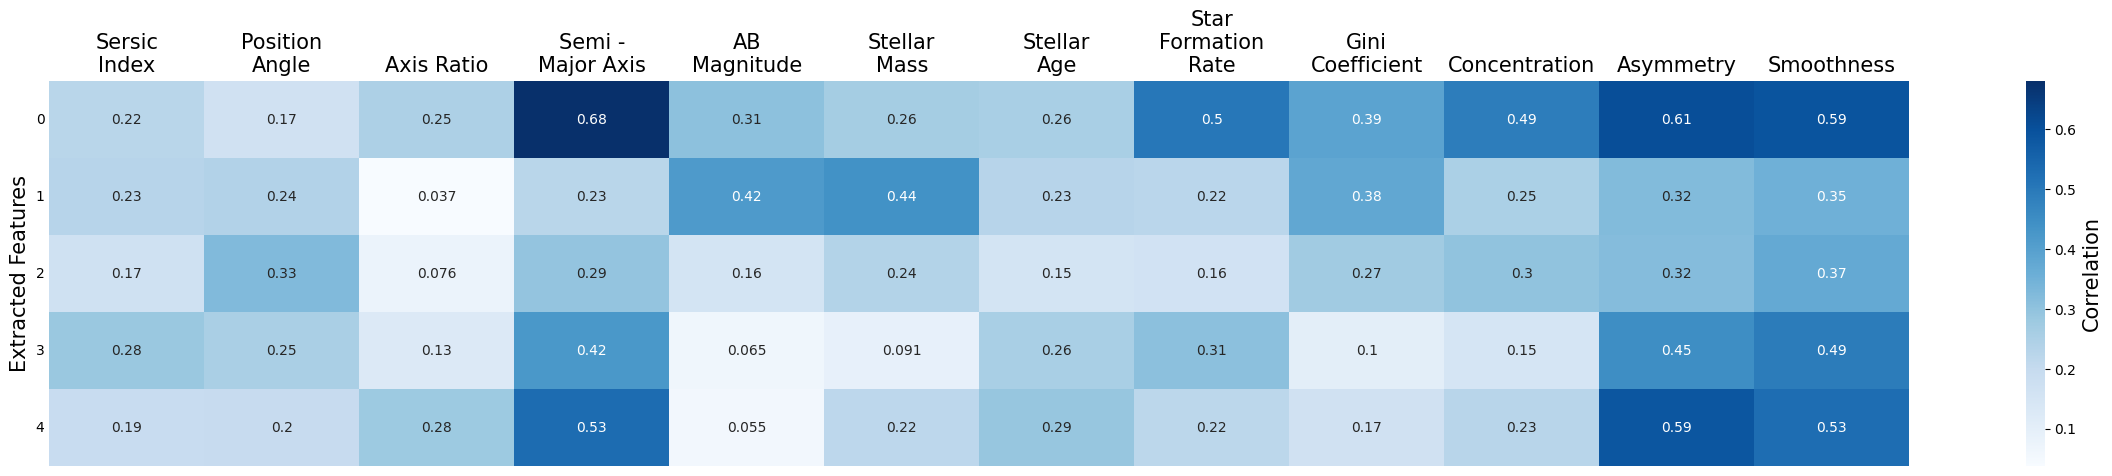 Sersic
Index
Position
Angle
Axis Ratio
Semi -
Major Axis
AB
Magnitude
Stellar
Mass
Stellar
Age
Star
Formation
Rate
Gini
Coefficient
Concentration
Asymmetry
Smoothness
Extracted Features
0 0.22 0.17 0.25 0.68 0.31 0.26 0.26 0.5 0.39 0.49 0.61 0.59
1 0.23 0.24 0.037 0.23 0.42 0.44 0.23 0.22 0.38 0.25 0.32 0.35
2 0.17 0.33 0.076 0.29 0.16 0.24 0.15 0.16 0.27 0.3 0.32 0.37
3 0.28 0.25 0.13 0.42 0.065 0.091 0.26 0.31 0.1 0.15 0.45 0.49
4 0.19 0.2 0.28 0.53 0.055 0.22 0.29 0.22 0.17 0.23 0.59 0.53
0.6
0.5
0.4
0.3
0.2
0.1
Correlation